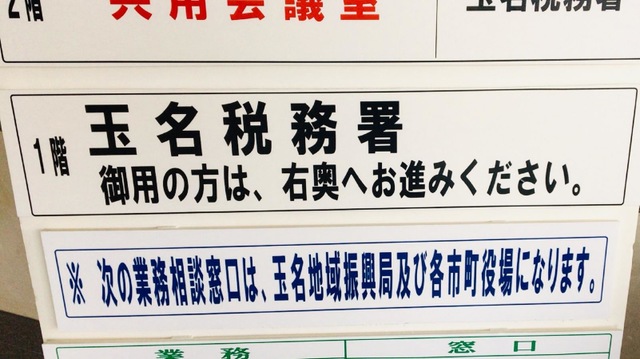 2階 共用会議室 玉名税務署
1階 玉名税務署
御用の方は、右奥へお進みください。
※ 次の業務相談窓口は、玉名地域振興局及び各市町役場になります。
業務 窓口